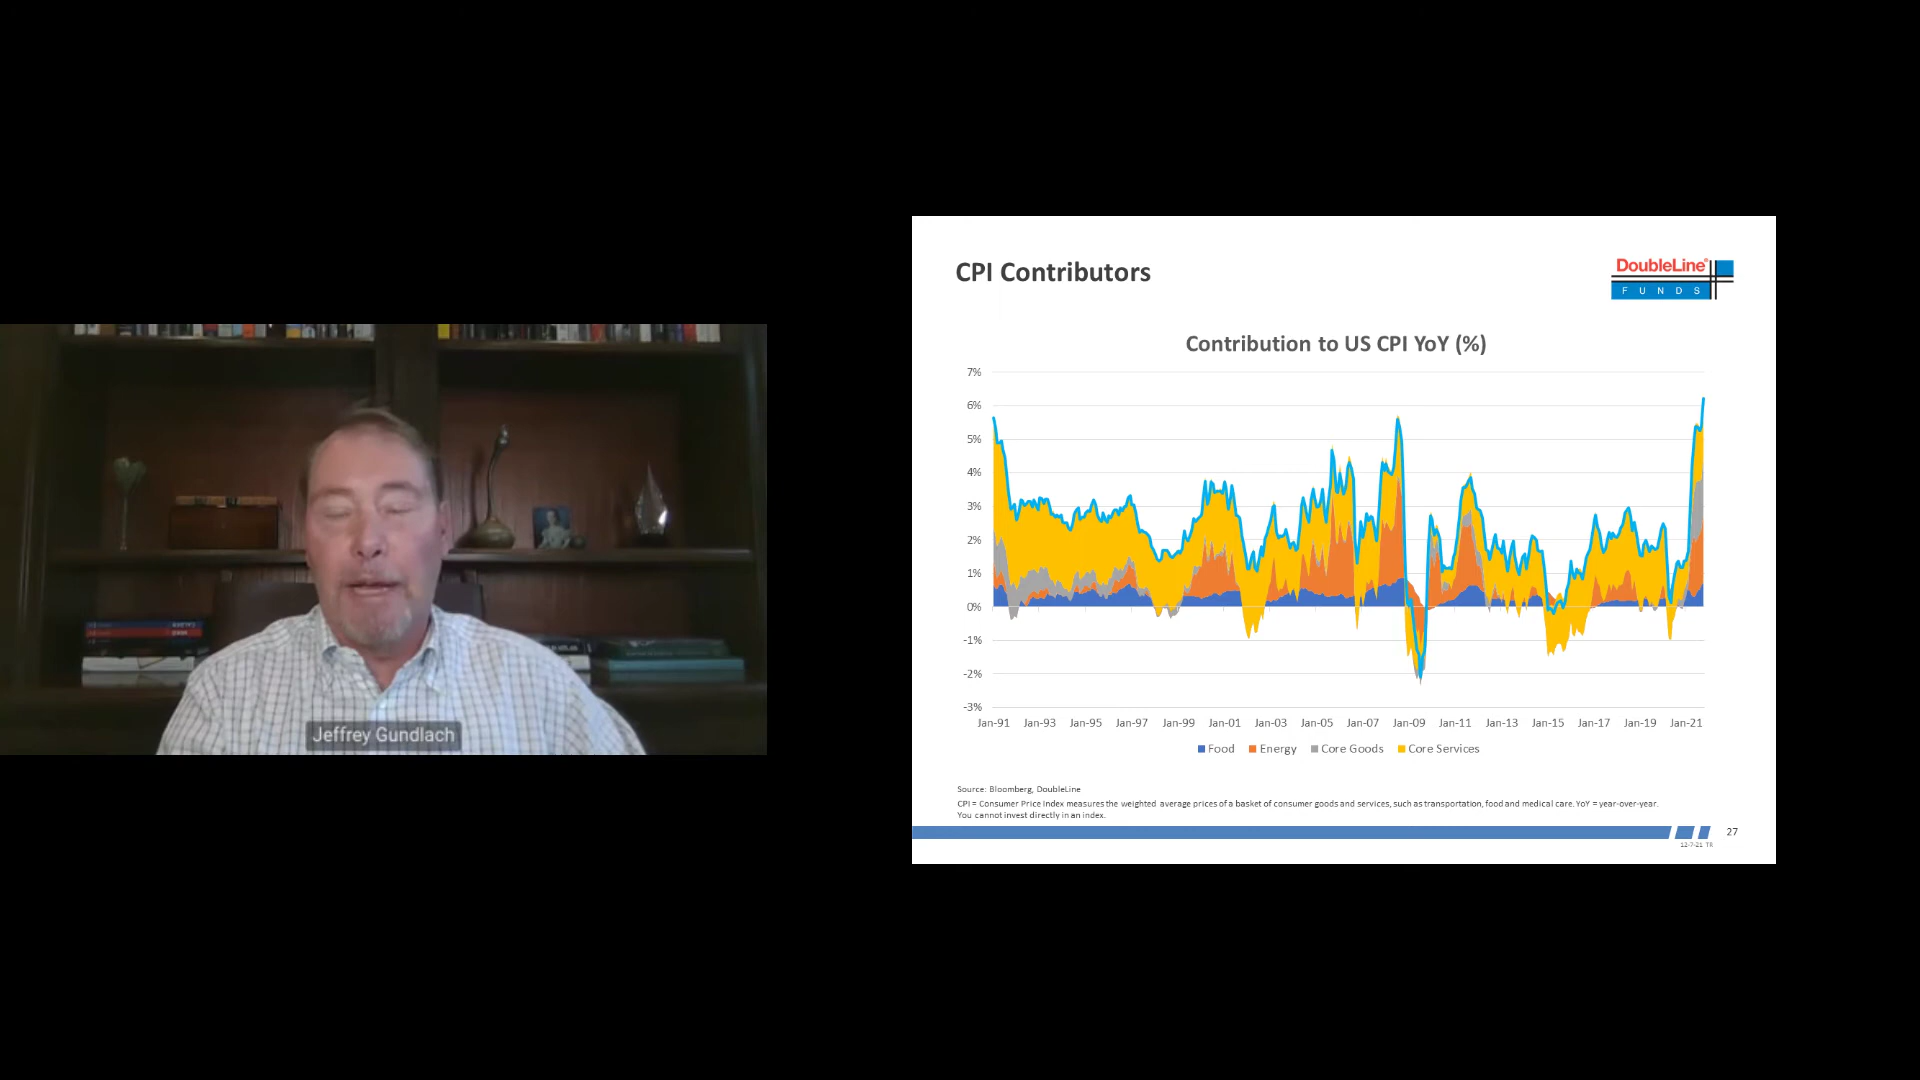 Jeffrey Gundlach
CPI Contributors
DoubleLine®
FUNDS
Contribution to US CPI YoY (%)
7%
6%
5%
4%
3%
2%
1%
0%
-1%
-2%
-3%
Jan-91 Jan-93 Jan-95 Jan-97 Jan-99 Jan-01 Jan-03 Jan-05 Jan-07 Jan-09 Jan-11 Jan-13 Jan-15 Jan-17 Jan-19 Jan-21
Food Energy Core Goods Core Services
Source: Bloomberg, DoubleLine
CPI = Consumer Price Index measures the weighted average prices of a basket of consumer goods and services, such as transportation, food and medical care. YoY = year-over-year.
You cannot invest directly in an index.
27
12-7-21 TR